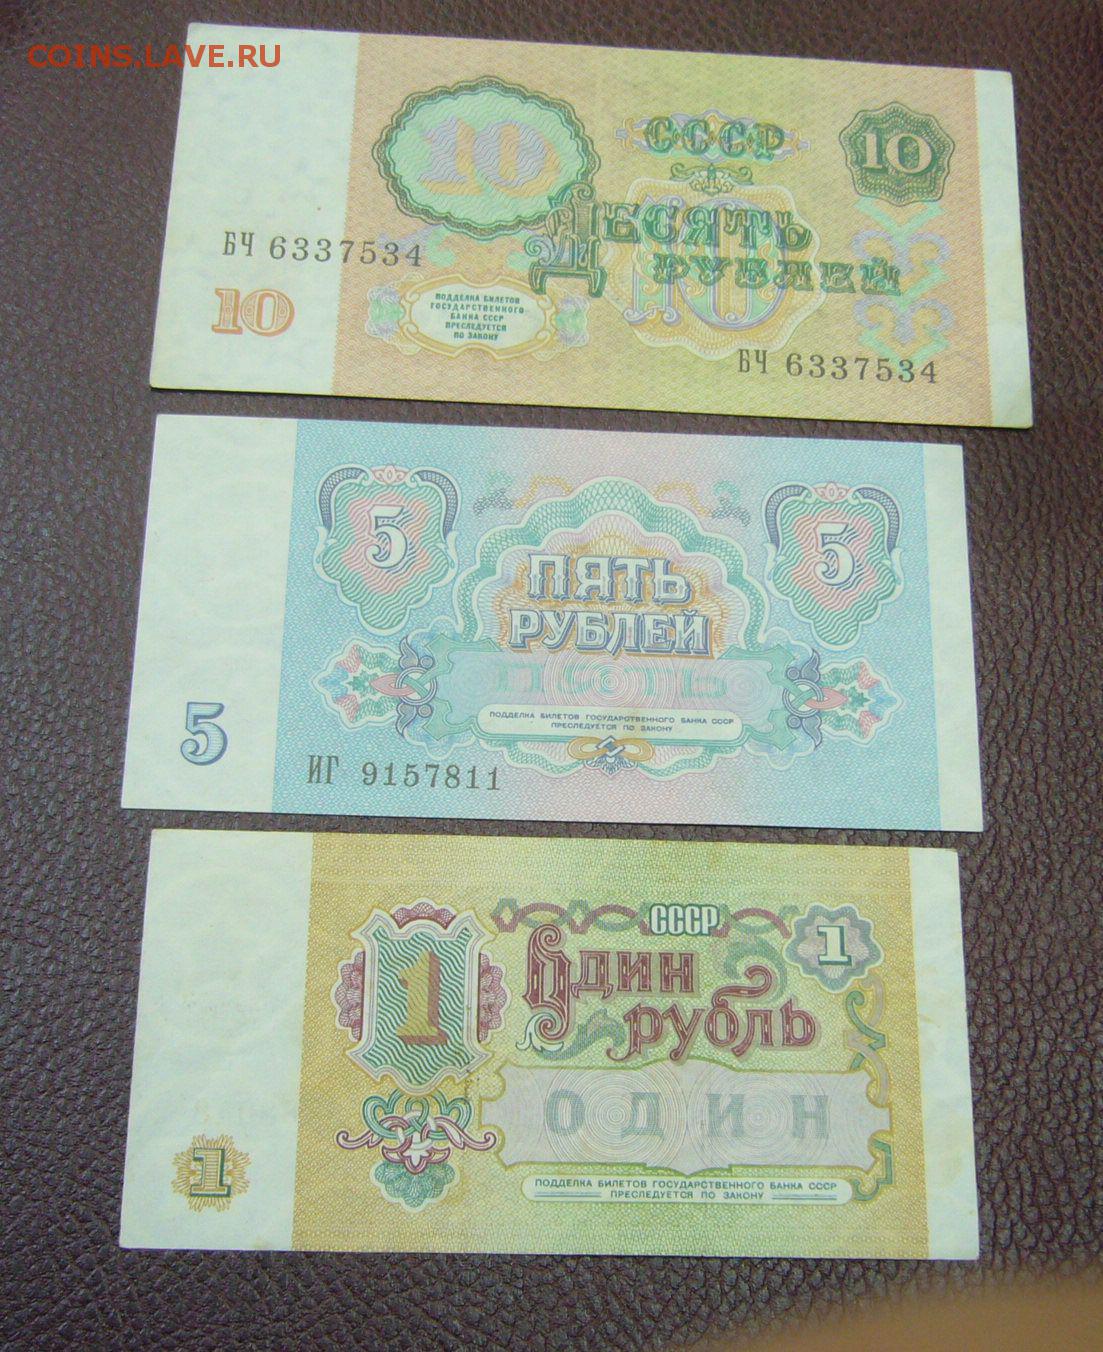 COINS.LAVE.RU
10
СССР
10
ДЕСЯТЬ
РУБЛЕЙ
10
БЧ 6337534
10
ПОДДЕЛКА БИЛЕТОВ
ГОСУДАРСТВЕННОГО
БАНКА СССР
ПРЕСЛЕДУЕТСЯ
ПО ЗАКОНУ
БЧ 6337534
5
5
ПЯТЬ
РУБЛЕЙ
ПЯТЬ
ПОДДЕЛКА БИЛЕТОВ ГОСУДАРСТВЕННОГО БАНКА СССР
ПРЕСЛЕДУЕТСЯ ПО ЗАКОНУ
5
ИГ 9157811
СССР
1
1
Один
рубль
ОДИН
ПОДДЕЛКА БИЛЕТОВ ГОСУДАРСТВЕННОГО БАНКА СССР
ПРЕСЛЕДУЕТСЯ ПО ЗАКОНУ
1